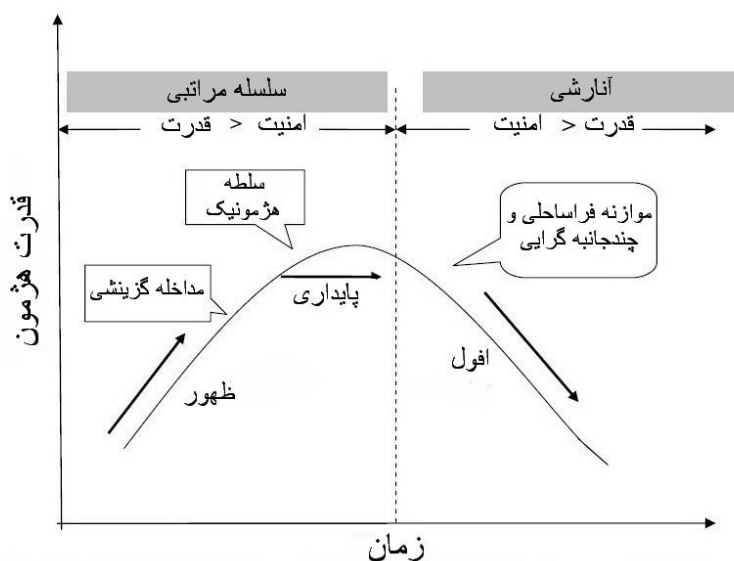 آنارشی
سلسله مراتبی
قدرت < امنیت
امنیت < قدرت
سلطه
هژمونیک
موازنه فراساحلی و
چندجانبه گرایی
مداخله گزینشی
پایداری
افول
ظهور
قدرت هژمون
زمان